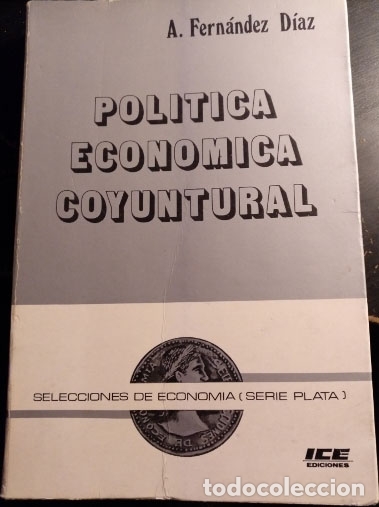 A. Fernández Díaz
POLITICA
ECONOMICA
COYUNTURAL
SELECCIONES DE ECONOMIA (SERIE PLATA)
ICE
EDICIONES
todocoleccion